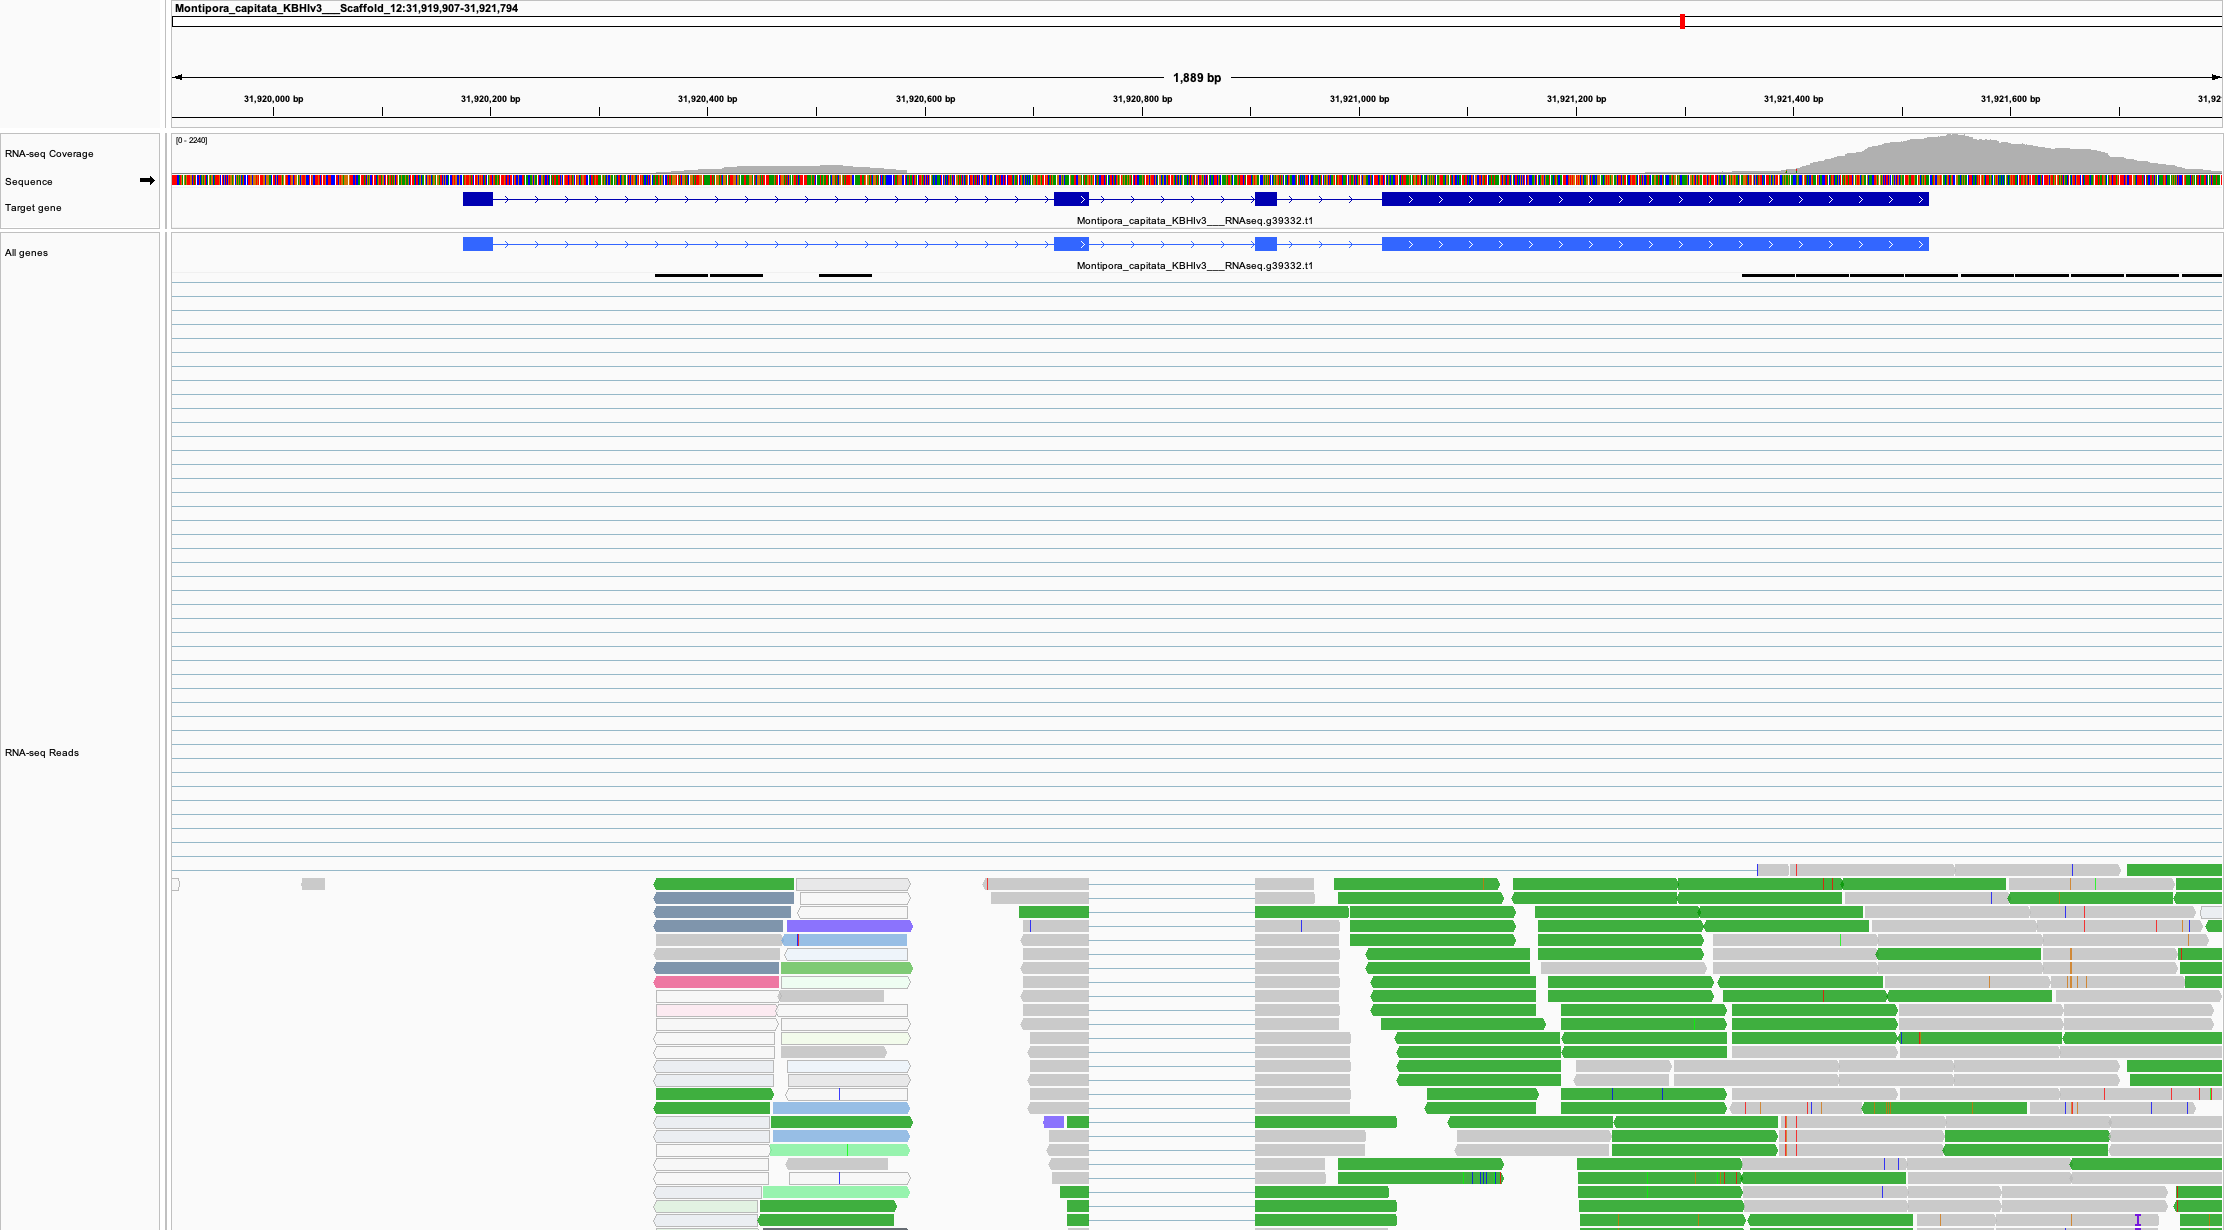 Montipora_capitata_KBHIv3___Scaffold_12:31,919,907-31,921,794
1,889 bp
31,920,000 bp 31,920,200 bp 31,920,400 bp 31,920,600 bp 31,920,800 bp 31,921,000 bp 31,921,200 bp 31,921,400 bp 31,921,600 bp 31,92
[0 - 2240]
RNA-seq Coverage
Sequence
Target gene
Montipora_capitata_KBHIv3___RNAseq.g39332.t1
All genes
Montipora_capitata_KBHIv3___RNAseq.g39332.t1
RNA-seq Reads